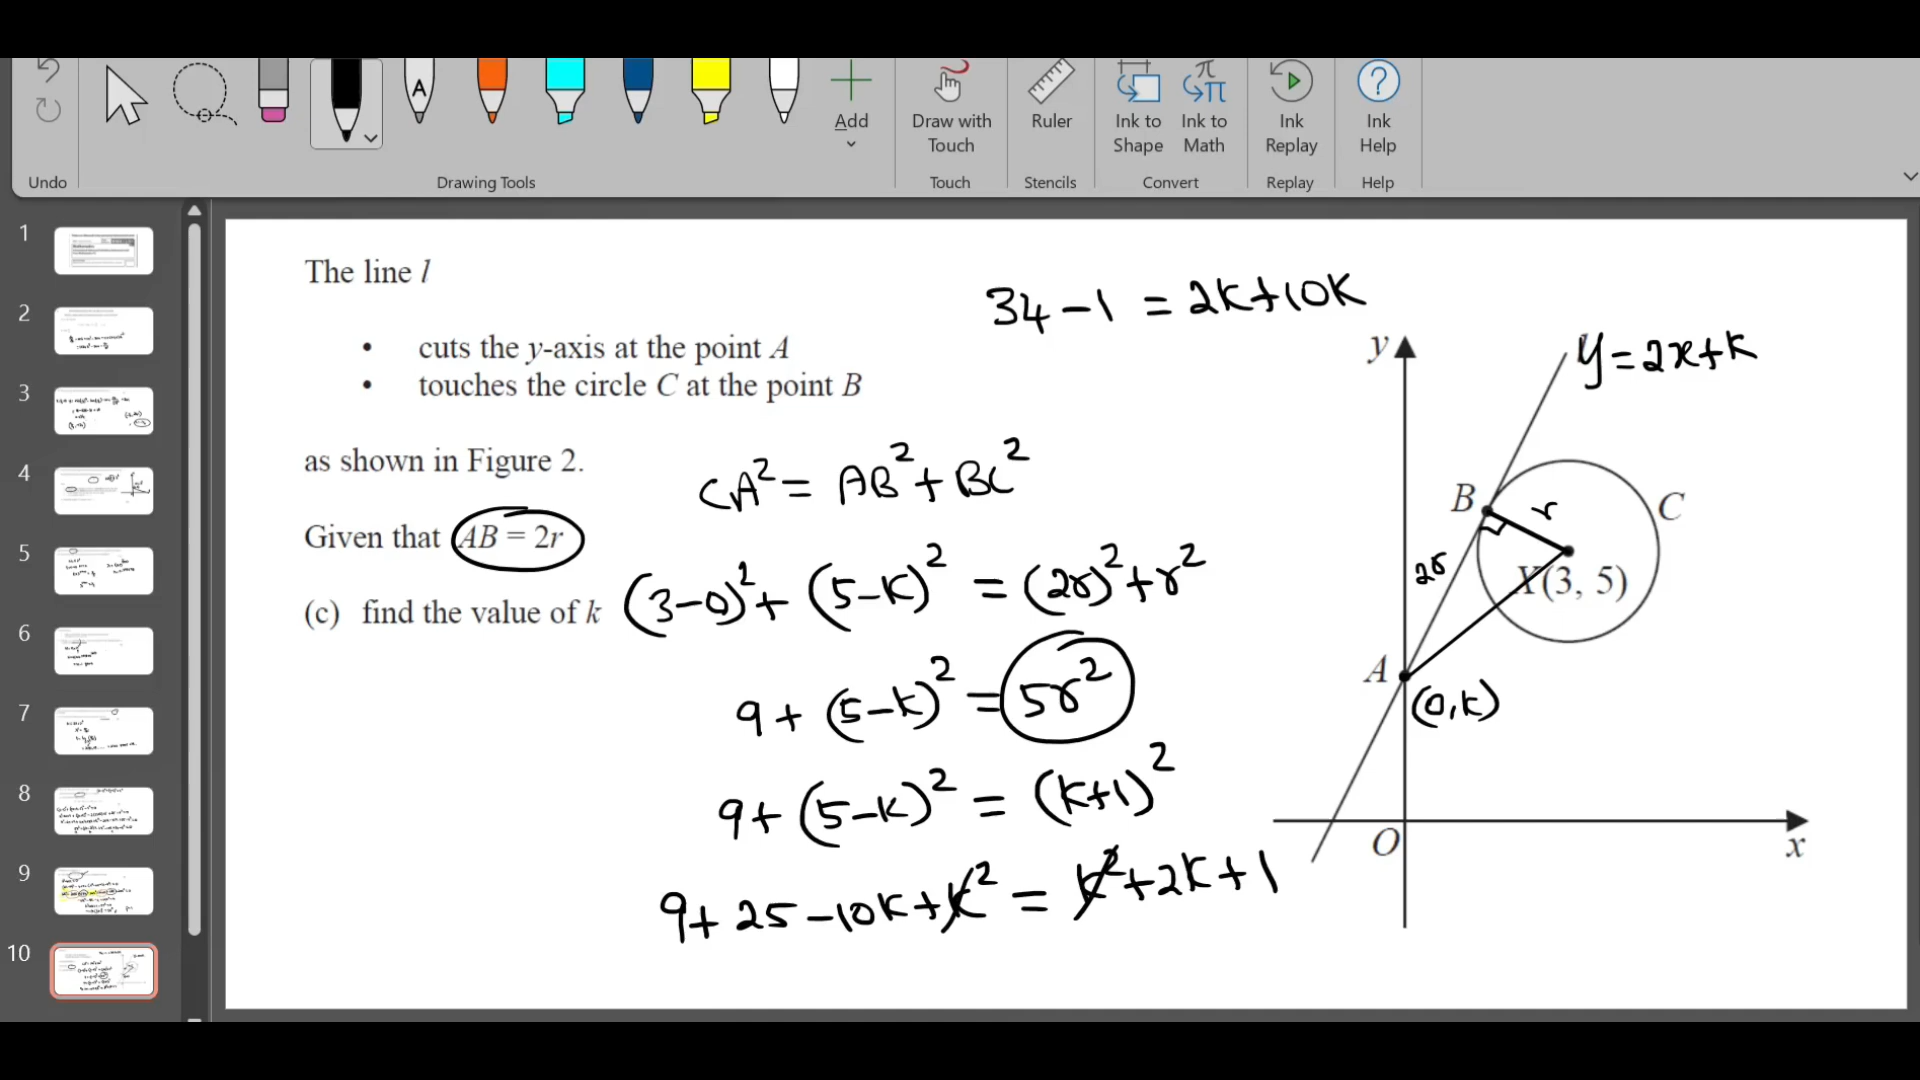 Undo
Add
Draw with Touch
Ruler
Ink to Shape
Ink to Math
Ink Replay
Ink Help
Drawing Tools
Touch
Stencils
Convert
Replay
Help
1
2
3
4
5
6
7
8
9
10
The line l
• cuts the y-axis at the point A
• touches the circle C at the point B
as shown in Figure 2.
Given that AB = 2r
(c) find the value of k
34-1 = 2k+10k
CA² = AB² + BC²
(3-0)² + (5-k)² = (2r)² + r²
9 + (5-k)² = 5r²
9 + (5-k)² = (k+1)²
9 + 25 - 10k + k² = k² + 2k + 1
y
y = 2x+k
B
r
C
2r
X(3, 5)
A
(0,k)
O
x